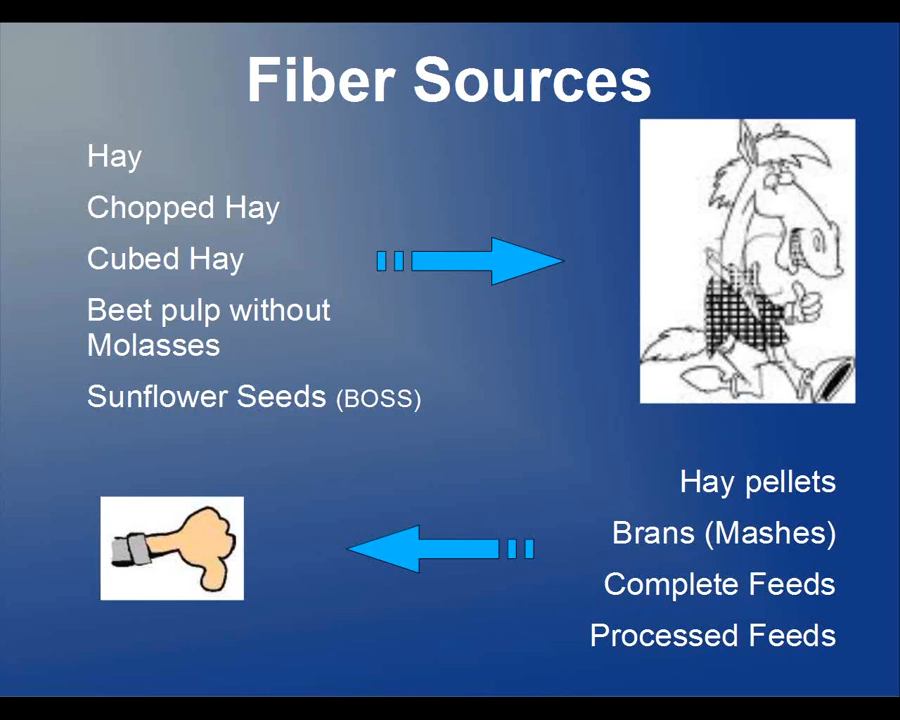 Fiber Sources
Hay
Chopped Hay
Cubed Hay
Beet pulp without
Molasses
Sunflower Seeds (BOSS)
Hay pellets
Brans (Mashes)
Complete Feeds
Processed Feeds